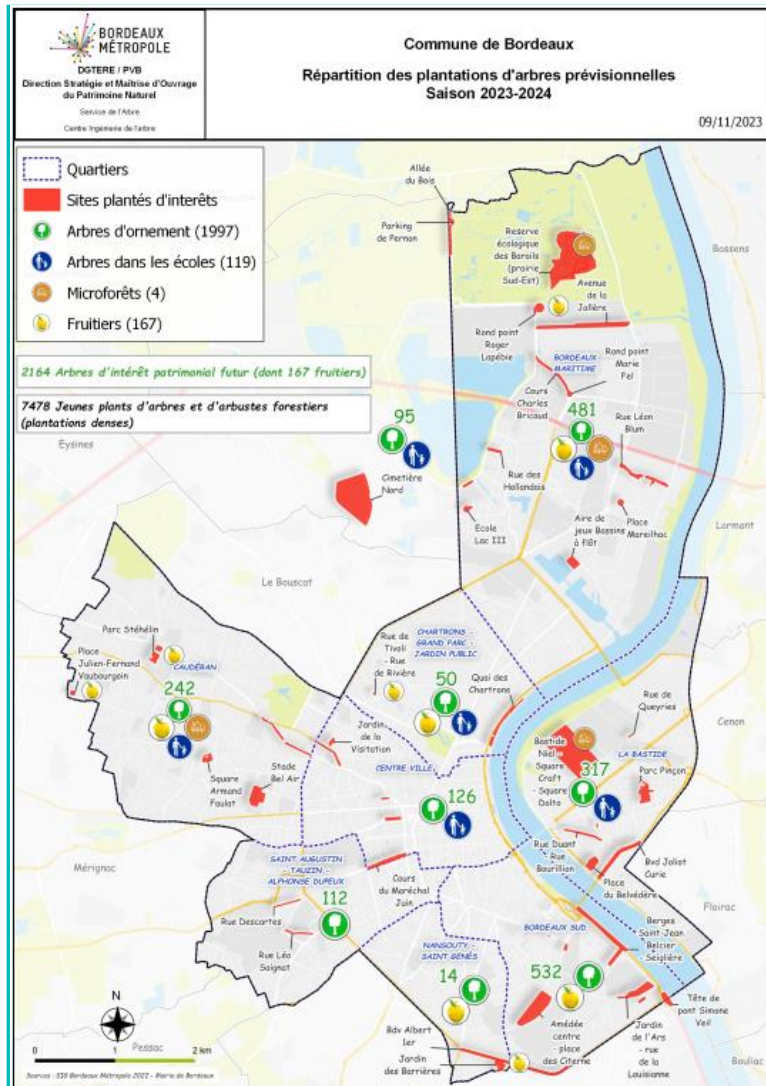 BORDEAUX
MÉTROPOLE
DGTERE / PVB
Direction Stratégie et Maîtrise d'Ouvrage
du Patrimoine Naturel
Service de l'Arbre
Centre Ingénierie de l'arbre
Commune de Bordeaux
Répartition des plantations d'arbres prévisionnelles
Saison 2023-2024
09/11/2023
Quartiers
Sites plantés d'interêts
Arbres d'ornement (1997)
Arbres dans les écoles (119)
Microforêts (4)
Fruitiers (167)
2164 Arbres d'intérêt patrimonial futur (dont 167 fruitiers)
7478 Jeunes plants d'arbres et d'arbustes forestiers
(plantations denses)
Allée
du Bois
Parking
de Pernon
Reserve
écologique
des Barails
(prairie
Sud-Est)
Avenue
de la
Jallère
Bassens
Rond point
Roger
Lapébie
BORDEAUX
MARITIME
Rond point
Marie
Fel
Cours
Charles
Bricaud
481
Rue Léon
Blum
95
Eysines
Cimetière
Nord
Rue des
Hollandais
Ecole
Lac III
Aire de
jeux Bassins
à flôt
Place
Mareilhac
Lormont
Le Bouscat
Parc Stéhélin
Place
Julien-Fernand
Vaubourgoin
CAUDÉRAN
242
Rue de
Tivoli
- Rue
de Rivière
CHARTRONS -
GRAND PARC -
JARDIN PUBLIC
50
Quai des
Chartrons
Rue de
Queyries
Cenon
Jardin
de la
Visitation
CENTRE VILLE
Bastide
Niel -
Square
Craft
- Square
Dolto
LA BASTIDE
317
Parc Pinçon
Square
Armand
Faulat
Stade
Bel Air
126
Mérignac
SAINT AUGUSTIN
- TAUZIN -
ALPHONSE DUPEUX
Cours
du Maréchal
Juin
Rue Duant
- Rue
Bourillion
Place
du Belvédère
Bvd Joliot
Curie
Floirac
112
Rue Descartes
Rue Léo
Saignat
BORDEAUX SUD
Berges
Saint-Jean
Belcier
- Seiglière
NANSOUTY -
SAINT GENÈS
14
532
Amédée
centre
- place
des Citerne
Tête de
pont Simone
Veil
Bdv Albert
1er
Jardin
des Barrières
Jardin
de l'Ars -
rue de la
Louisianne
Bouliac
N
0 1 2 km
Pessac
Sources - SIG Bordeaux Métropole 2022 - Mairie de Bordeaux